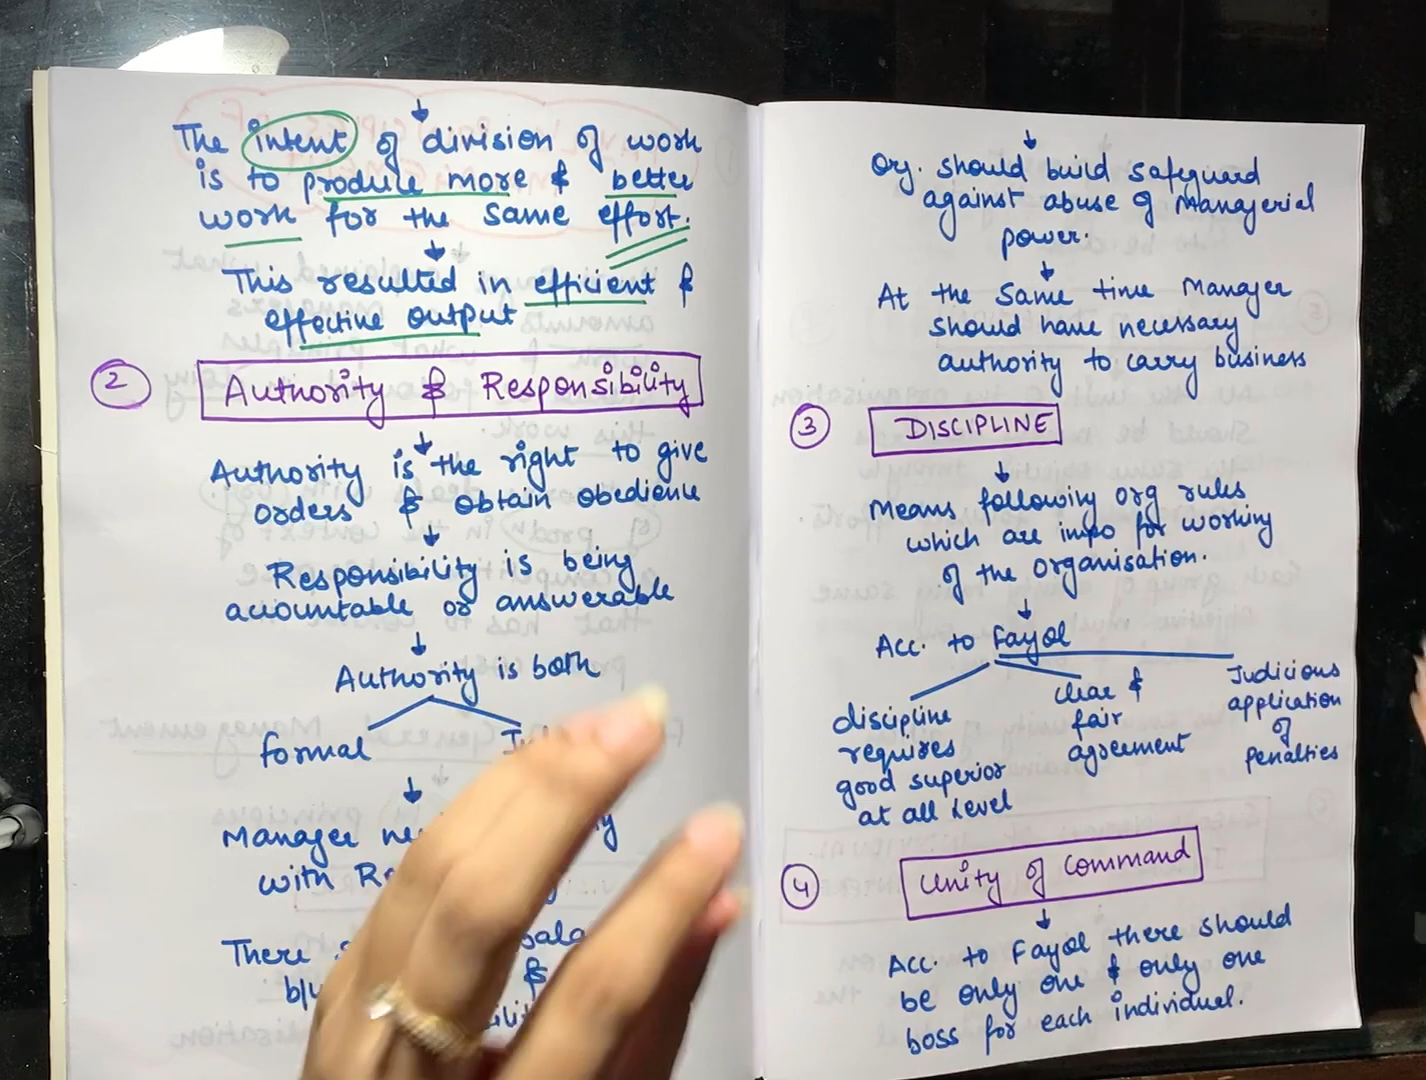 The intent of division of work
is to produce more & better
work for the same effort.
This resulted in efficient &
effective output
2 Authority & Responsibility
Authority is the right to give
orders & obtain obedience
Responsibility is being
accountable or answerable
Authority is both
formal
Manager
with
There
b/w &
Org. should build safeguard
against abuse of Managerial
power.
At the same time Manager
should have necessary
authority to carry business
3 DISCIPLINE
Means following org rules
which are impo for working
of the organisation.
Acc. to Fayol
discipline
requires
good superior
at all level
clear &
fair
agreement
Judicious
application
of
Penalties
4 Unity of Command
Acc. to Fayol there should
be only one & only one
boss for each individual.